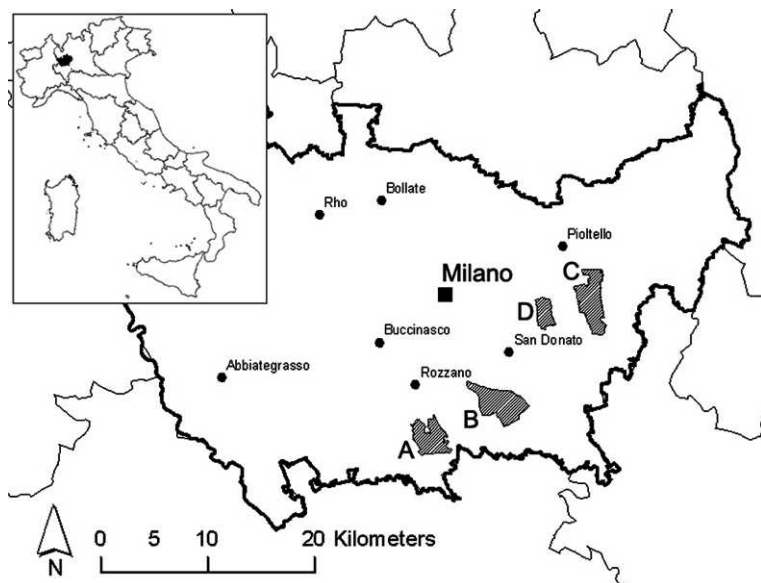 Bollate
Rho
Pioltello
C
Milano
D
Buccinasco
San Donato
Abbiategrasso
Rozzano
B
A
N
0 5 10 20 Kilometers